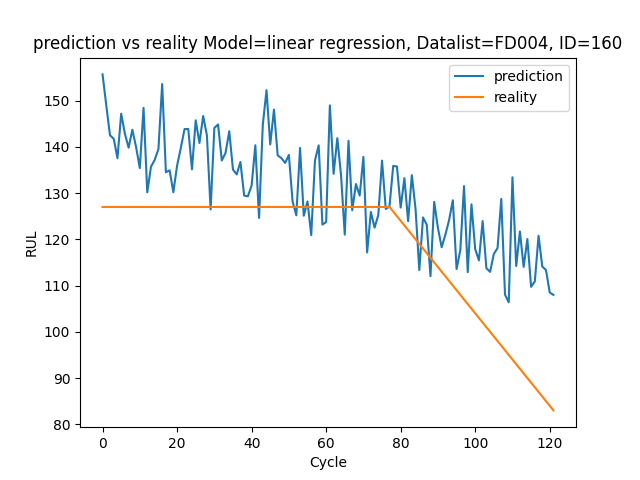 prediction vs reality Model=linear regression, Datalist=FD004, ID=160
prediction
reality
RUL
150
140
130
120
110
100
90
80
0 20 40 60 80 100 120
Cycle